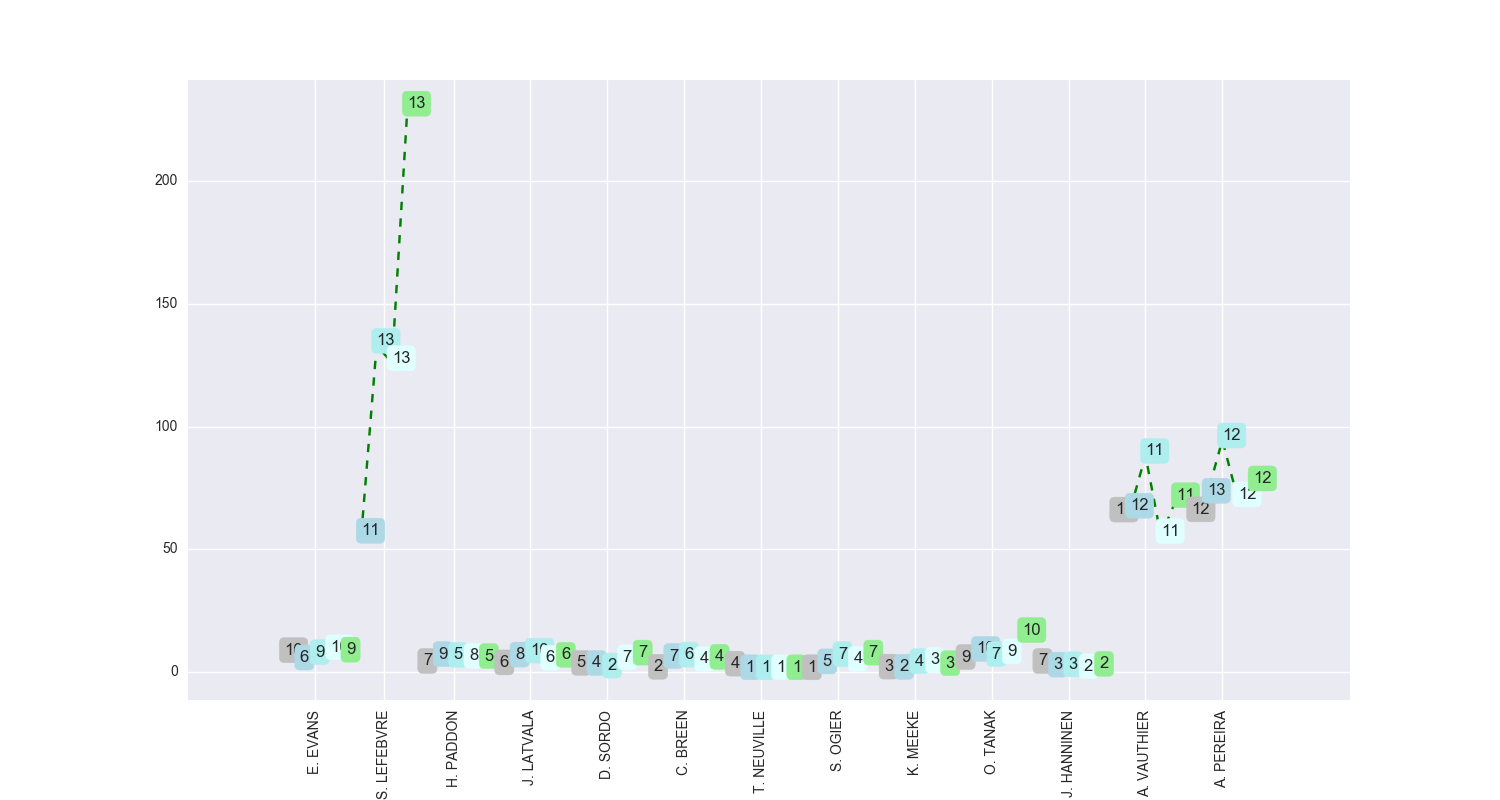 200
150
100
50
0
13
13
13
11
10 6 9 10 9
7 9 5 8 5
6 8 10 6 6
5 4 2 7 7
2 7 6 4 4
4 1 1 1 1
1 5 7 4 7
3 2 4 3 3
9 10 7 9 10
7 3 3 2 2
12 11 11 11
12 13 12 12 12
E. EVANS
S. LEFEBVRE
H. PADDON
J. LATVALA
D. SORDO
C. BREEN
T. NEUVILLE
S. OGIER
K. MEEKE
O. TANAK
J. HANNINEN
A. VAUTHIER
A. PEREIRA